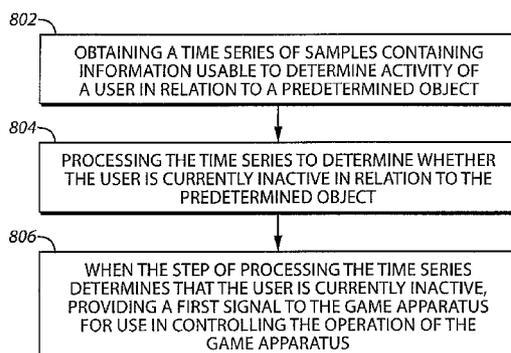 802
OBTAINING A TIME SERIES OF SAMPLES CONTAINING
INFORMATION USABLE TO DETERMINE ACTIVITY OF
A USER IN RELATION TO A PREDETERMINED OBJECT
804
PROCESSING THE TIME SERIES TO DETERMINE WHETHER
THE USER IS CURRENTLY INACTIVE IN RELATION TO THE
PREDETERMINED OBJECT
806
WHEN THE STEP OF PROCESSING THE TIME SERIES
DETERMINES THAT THE USER IS CURRENTLY INACTIVE,
PROVIDING A FIRST SIGNAL TO THE GAME APPARATUS
FOR USE IN CONTROLLING THE OPERATION OF THE
GAME APPARATUS